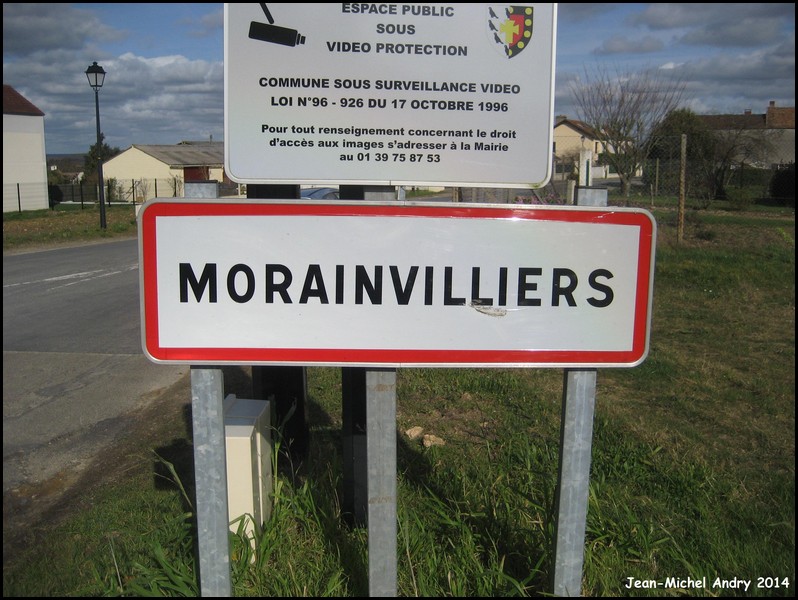 ESPACE PUBLIC
SOUS
VIDEO PROTECTION
COMMUNE SOUS SURVEILLANCE VIDEO
LOI N°96 - 926 DU 17 OCTOBRE 1996
Pour tout renseignement concernant le droit
d'accès aux images s'adresser à la Mairie
au 01 39 75 87 53
MORAINVILLIERS
Jean-Michel Andry 2014